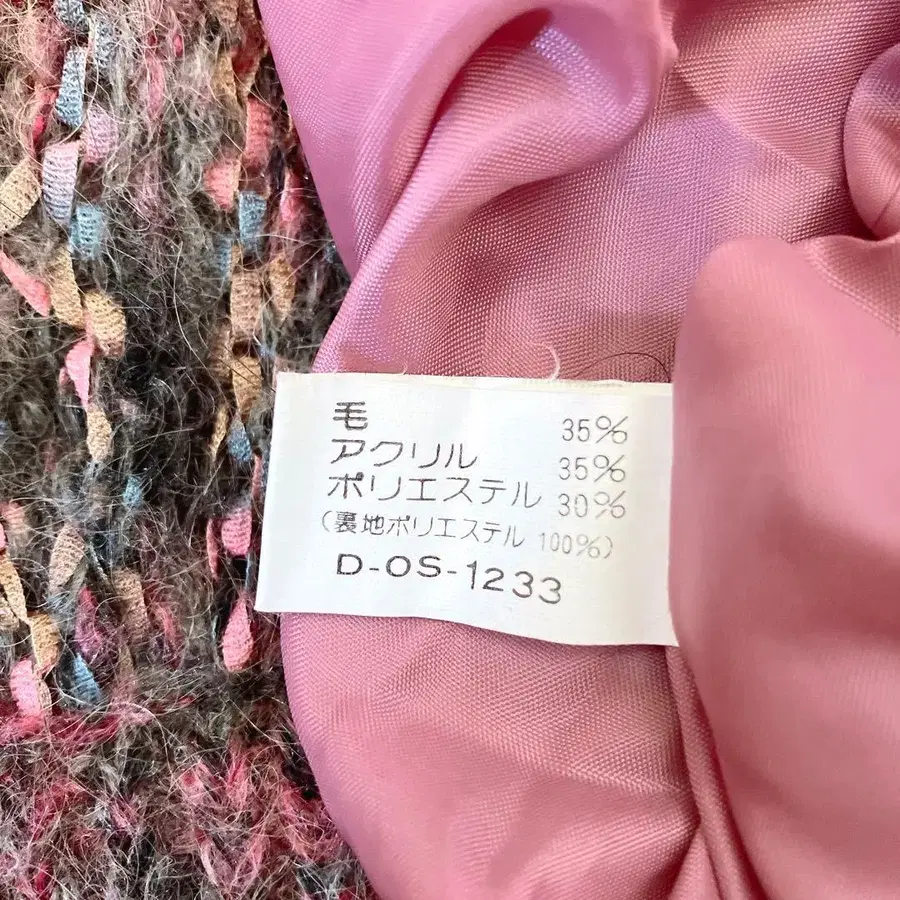 毛 35%
アクリル 35%
ポリエステル 30%
(裏地ポリエステル 100%)
D-OS-1233